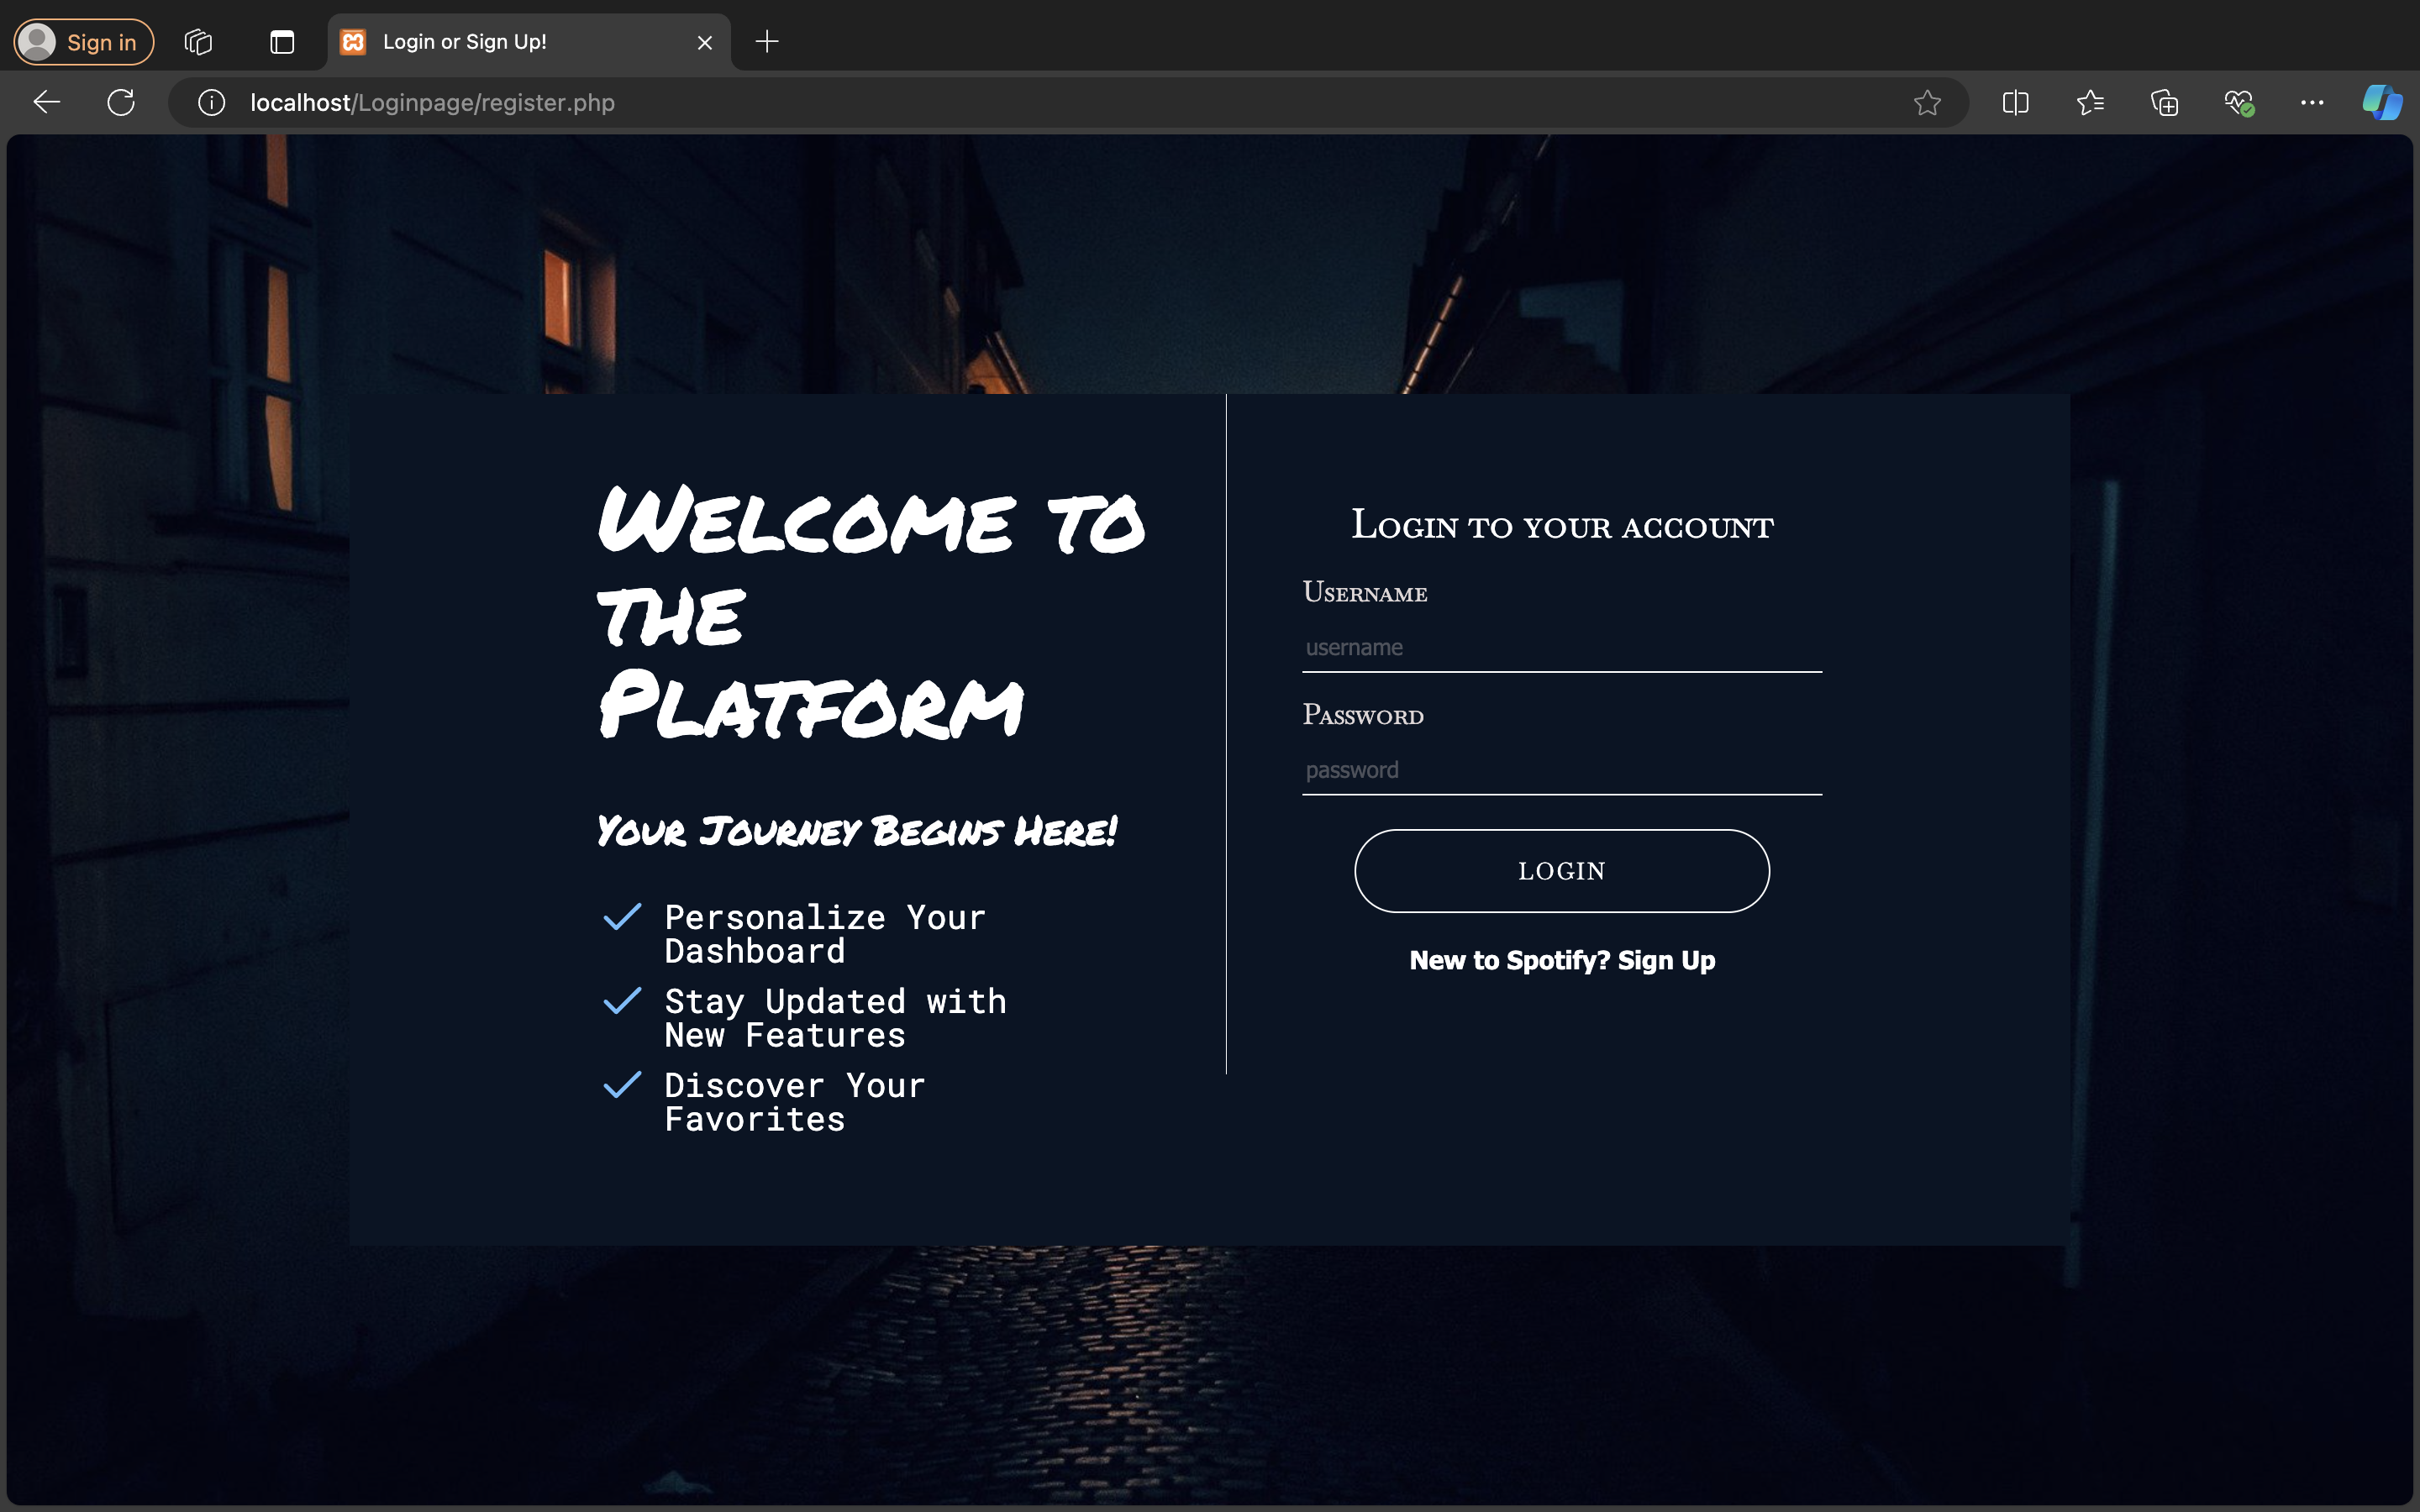 Sign in
Login or Sign Up!
localhost/Loginpage/register.php
Welcome to
the
Platform
Your Journey Begins Here!
Personalize Your
Dashboard
Stay Updated with
New Features
Discover Your
Favorites
Login to your account
Username
username
Password
password
LOGIN
New to Spotify? Sign Up